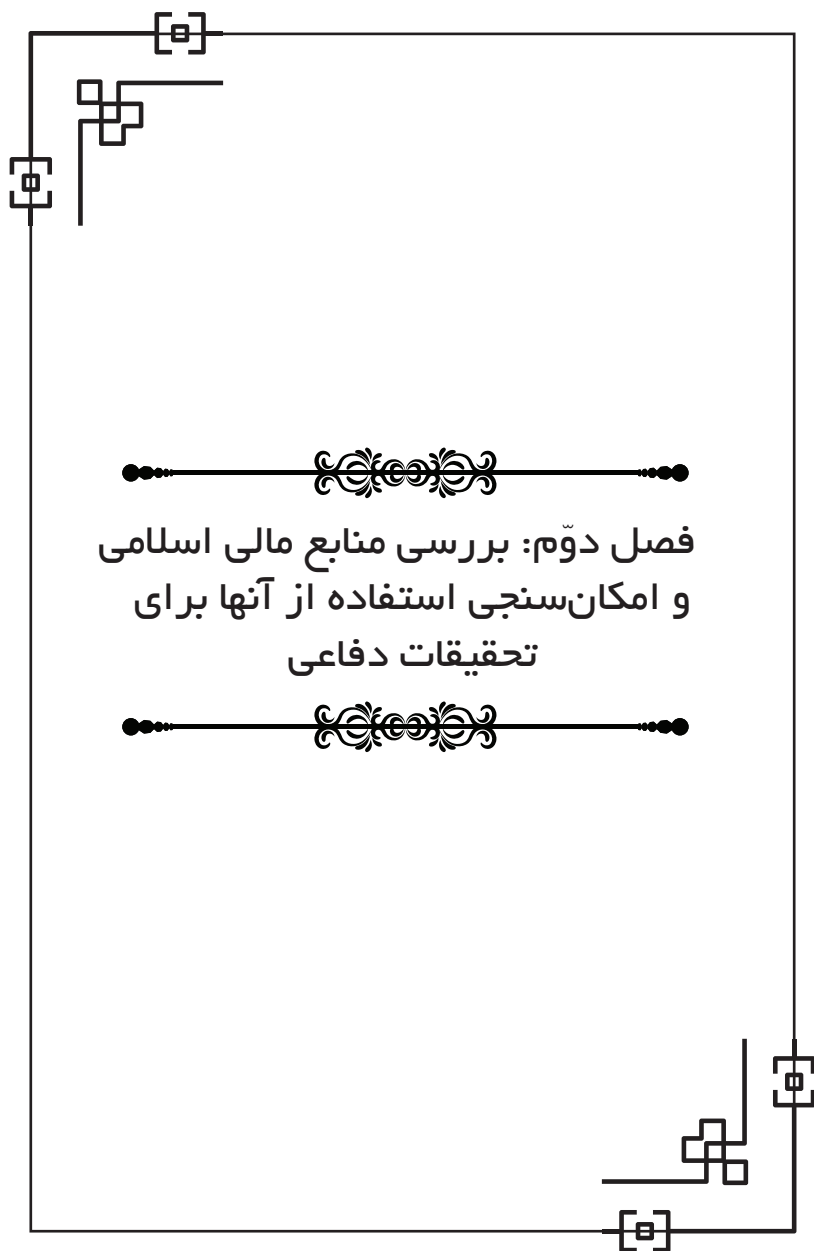 فصل دوّم: بررسی منابع مالی اسلامی
و امکان‌سنجی استفاده از آنها برای
تحقیقات دفاعی